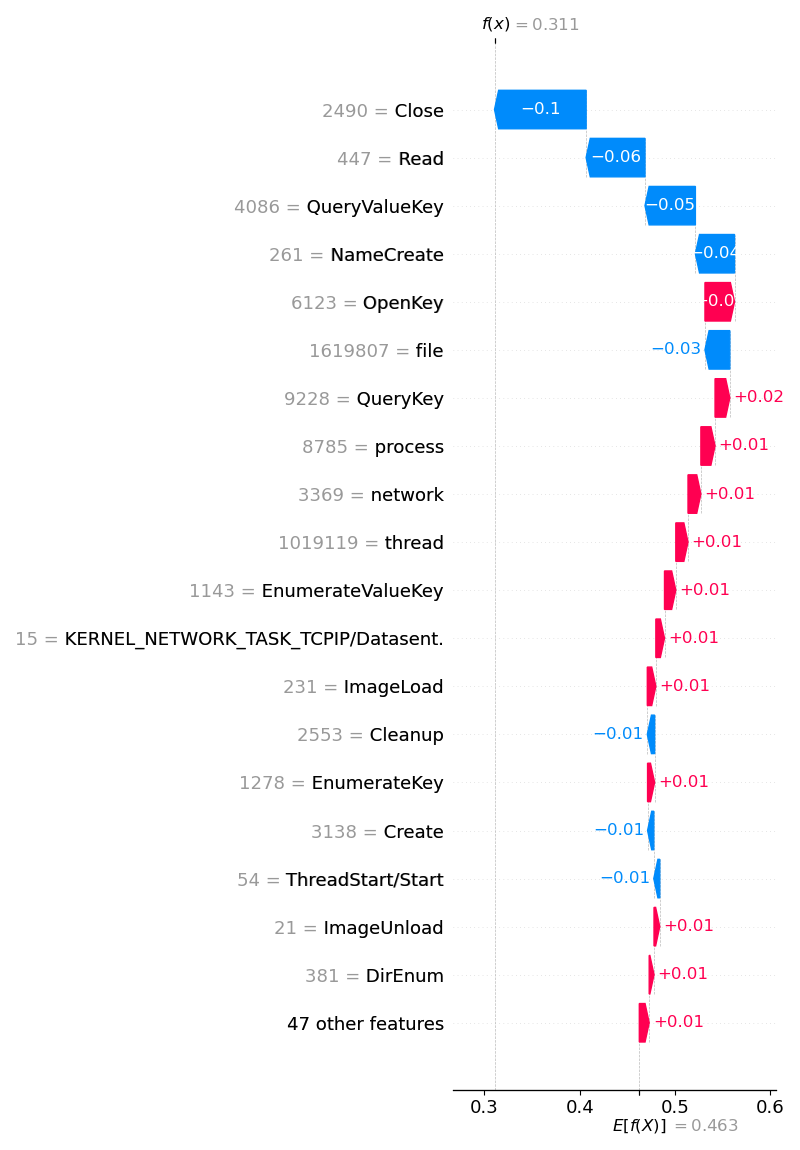 f(x) = 0.311
2490 = Close
−0.1
447 = Read
−0.06
4086 = QueryValueKey
−0.05
261 = NameCreate
−0.04
6123 = OpenKey
1619807 = file
−0.03
9228 = QueryKey
+0.02
8785 = process
+0.01
3369 = network
+0.01
1019119 = thread
+0.01
1143 = EnumerateValueKey
+0.01
15 = KERNEL_NETWORK_TASK_TCPIP/Datasent.
+0.01
231 = ImageLoad
+0.01
2553 = Cleanup
−0.01
1278 = EnumerateKey
+0.01
3138 = Create
−0.01
54 = ThreadStart/Start
−0.01
21 = ImageUnload
+0.01
381 = DirEnum
+0.01
47 other features
+0.01
0.3 0.4 0.5 0.6
E[f(X)] = 0.463